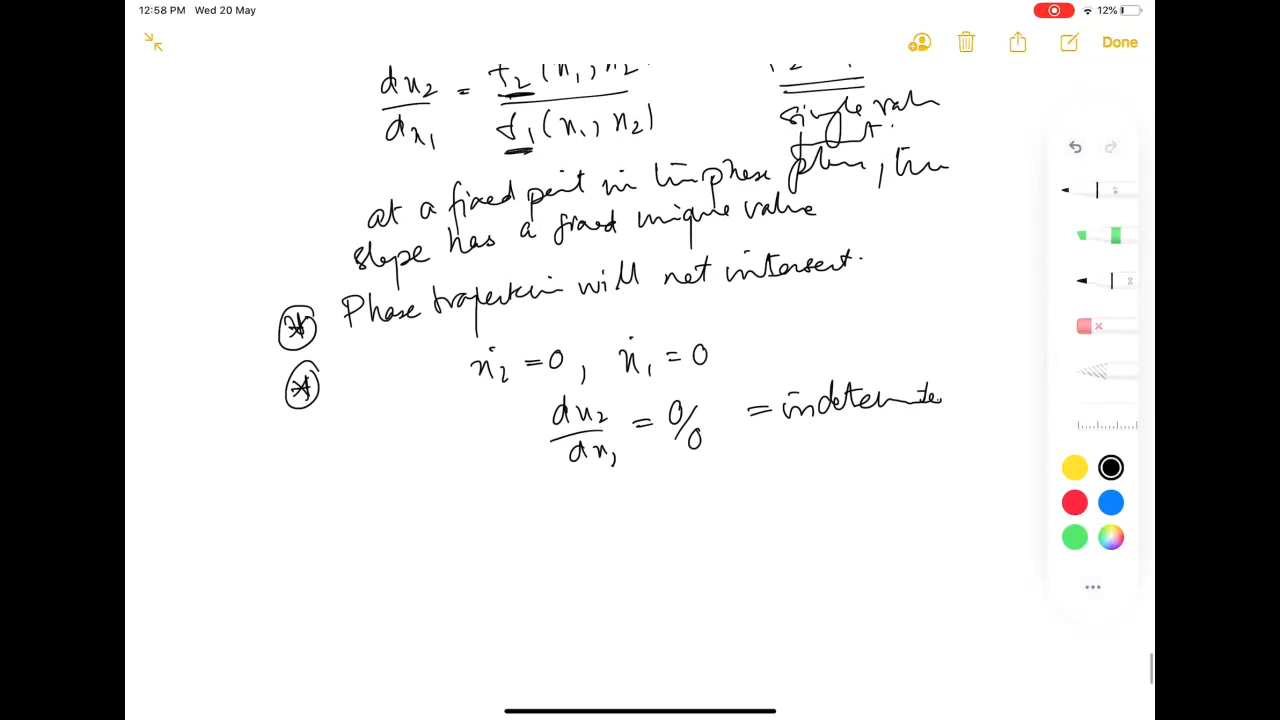 12:58 PM Wed 20 May
12%
Done
dx₂/dx₁ = f₂(x₁, x₂)/f₁(x₁, x₂)
single value
at a fixed point in the phase plane, the
slope has a fixed unique value
Phase trajectories will not intersect.
ẋ₂ = 0, ẋ₁ = 0
dx₂/dx₁ = 0/0 = indeterminate